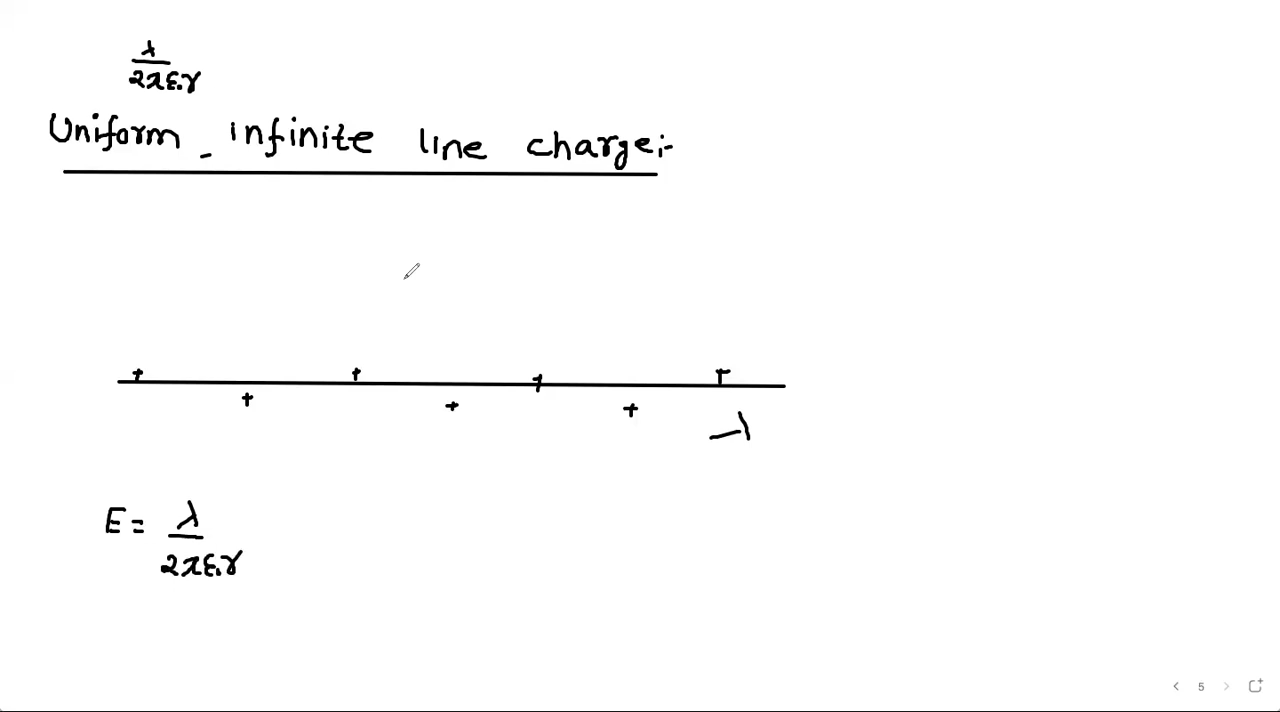 λ
2πε₀r
Uniform infinite line charge:-
+ + + +
+ + +
λ
E = λ
2πε₀r
5